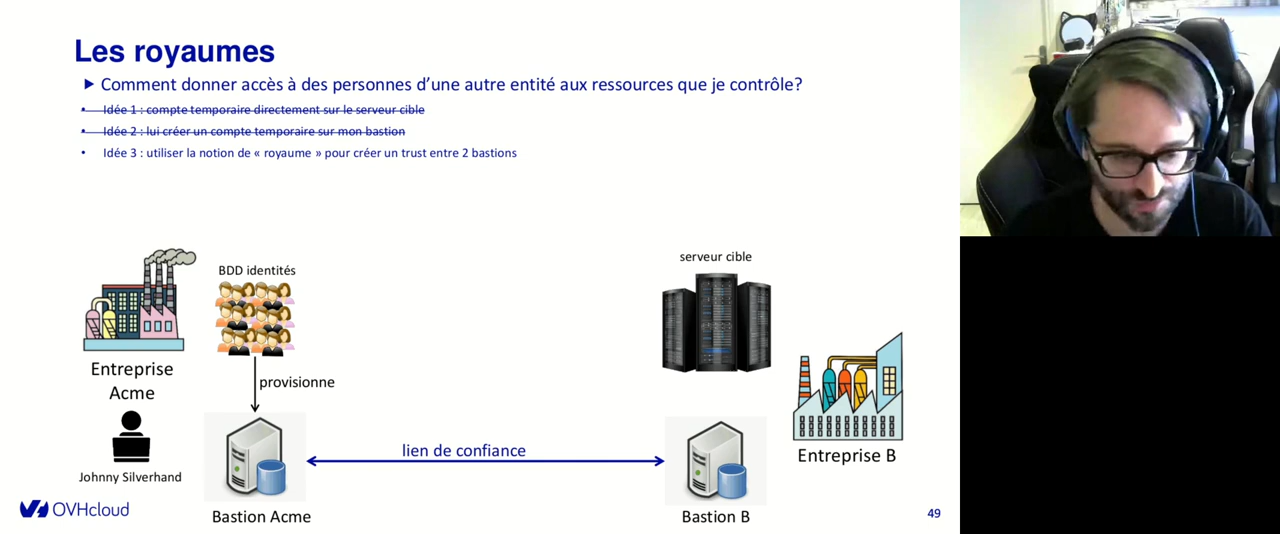 Les royaumes
Comment donner accès à des personnes d’une autre entité aux ressources que je contrôle?
Idée 1 : compte temporaire directement sur le serveur cible
Idée 2 : lui créer un compte temporaire sur mon bastion
Idée 3 : utiliser la notion de « royaume » pour créer un trust entre 2 bastions
BDD identités
serveur cible
Entreprise
Acme
provisionne
lien de confiance
Entreprise B
Johnny Silverhand
OVHcloud
Bastion Acme
Bastion B
49